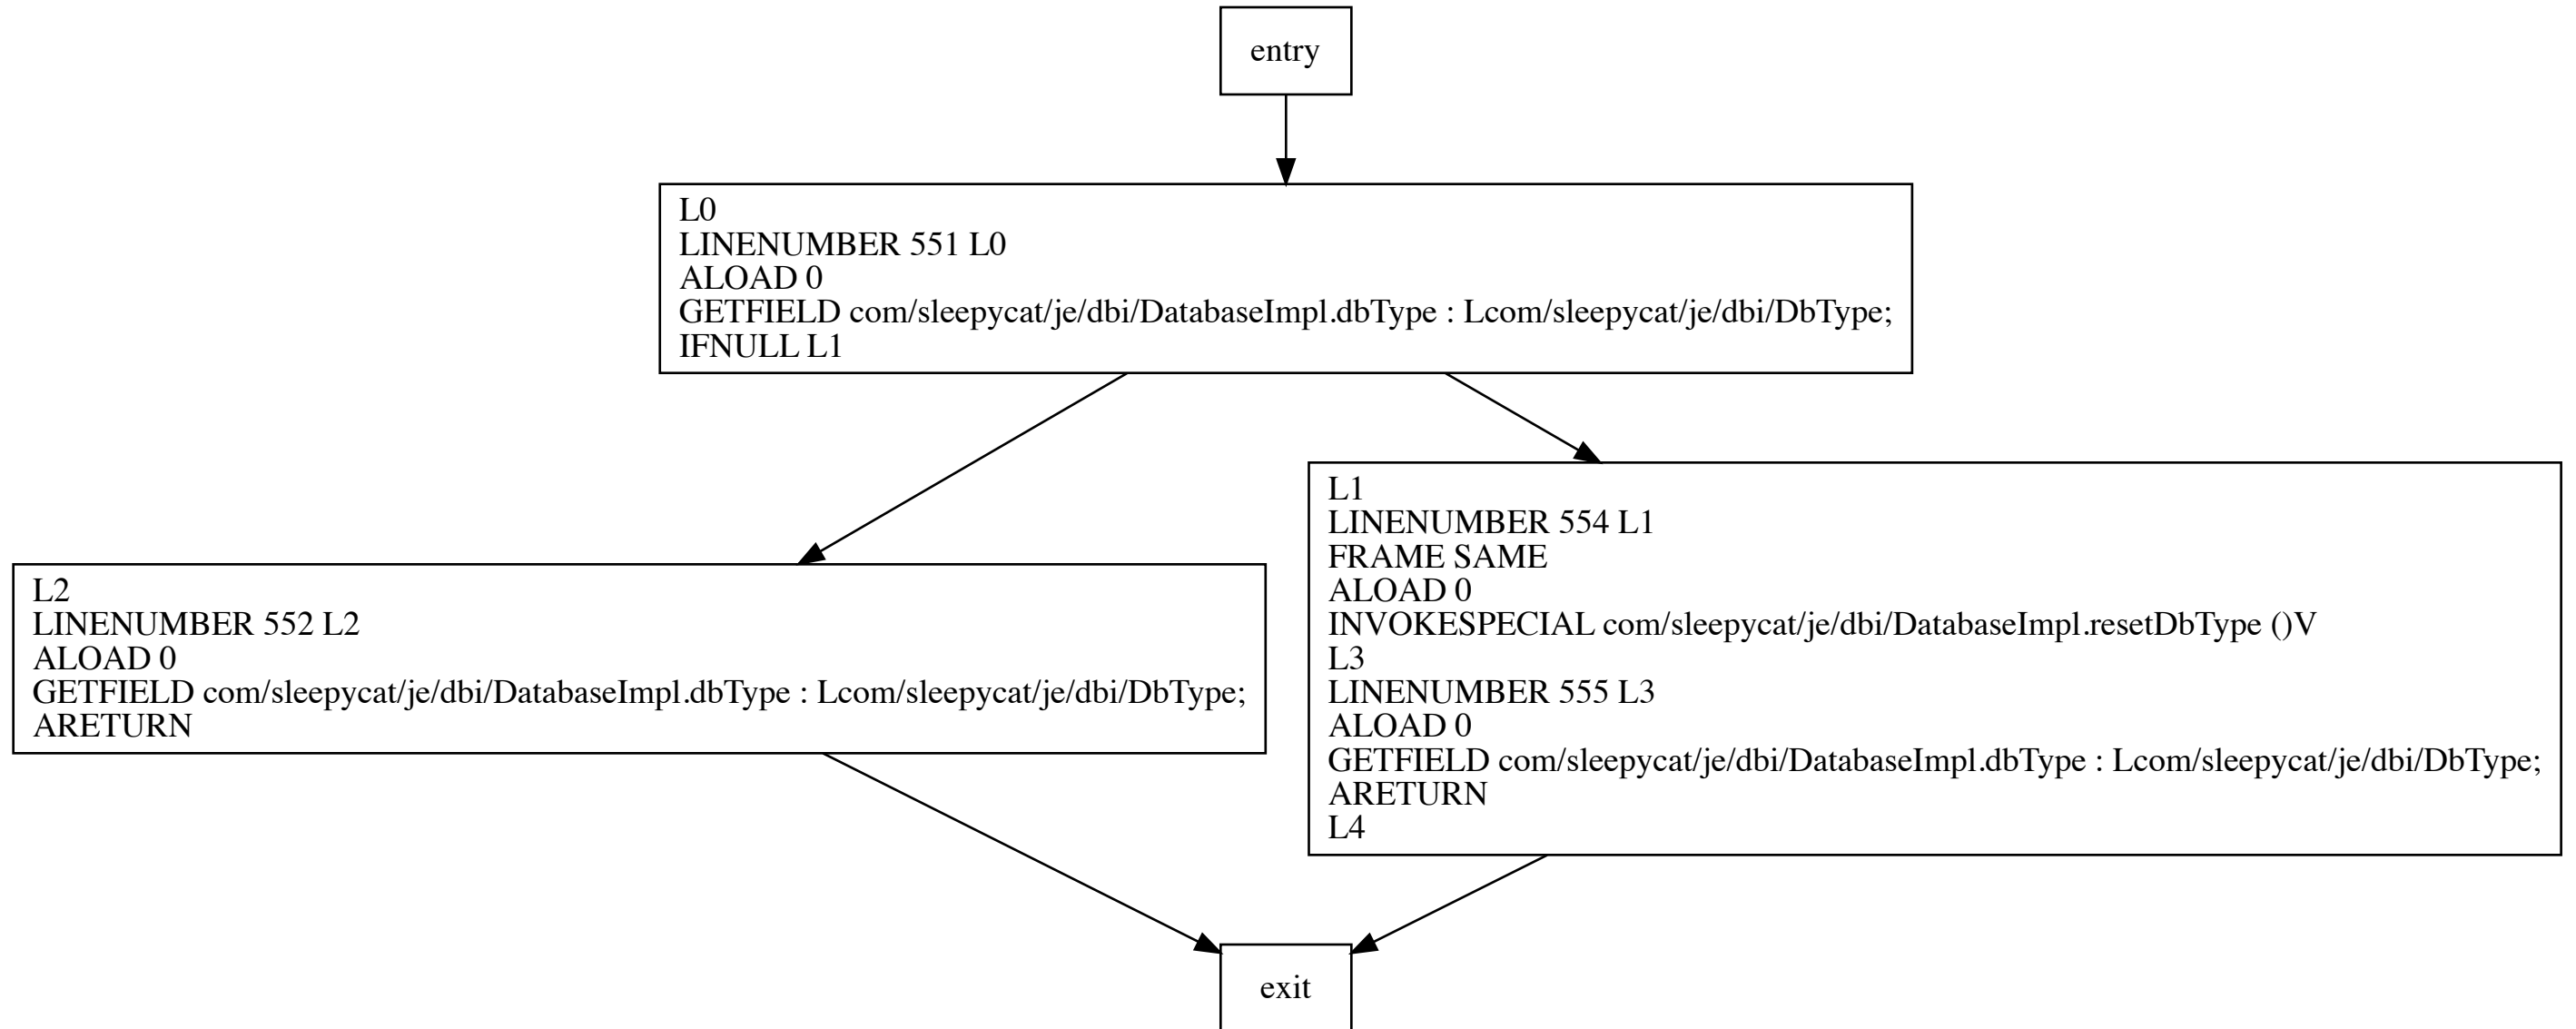 entry
L0
LINENUMBER 551 L0
ALOAD 0
GETFIELD com/sleepycat/je/dbi/DatabaseImpl.dbType : Lcom/sleepycat/je/dbi/DbType;
IFNULL L1
L2
LINENUMBER 552 L2
ALOAD 0
GETFIELD com/sleepycat/je/dbi/DatabaseImpl.dbType : Lcom/sleepycat/je/dbi/DbType;
ARETURN
L1
LINENUMBER 554 L1
FRAME SAME
ALOAD 0
INVOKESPECIAL com/sleepycat/je/dbi/DatabaseImpl.resetDbType ()V
L3
LINENUMBER 555 L3
ALOAD 0
GETFIELD com/sleepycat/je/dbi/DatabaseImpl.dbType : Lcom/sleepycat/je/dbi/DbType;
ARETURN
L4
exit